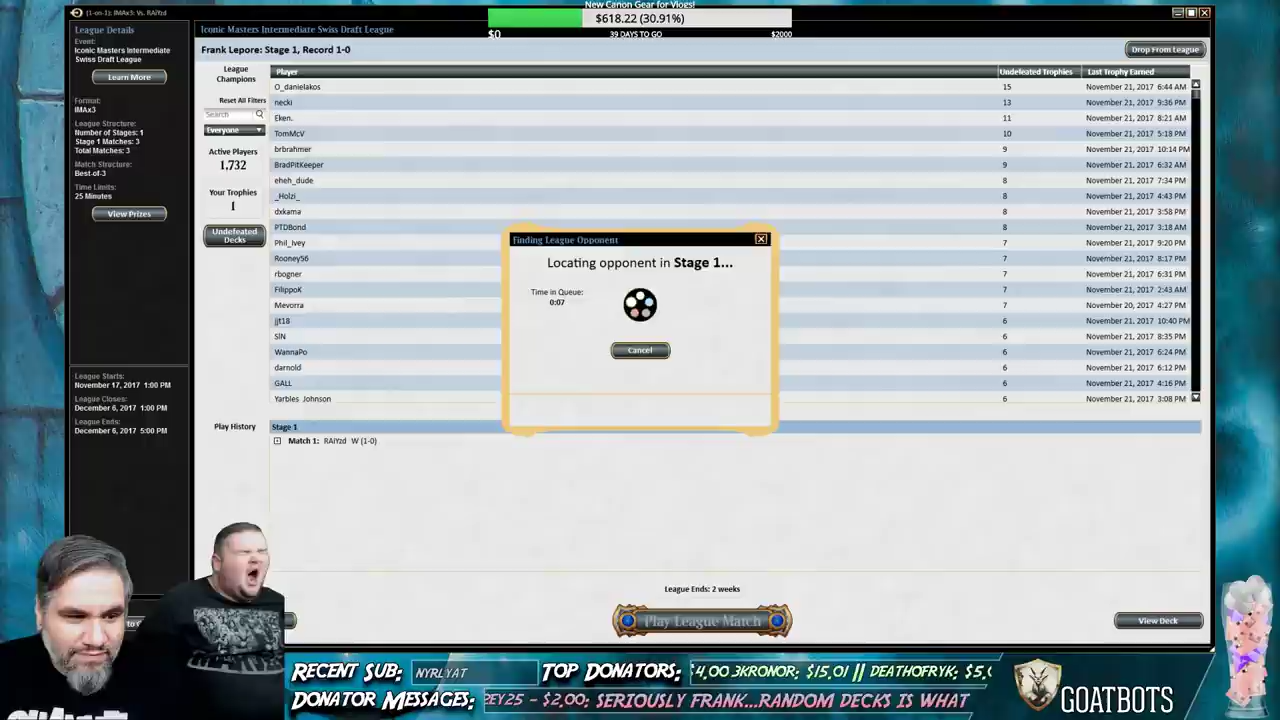 New Canon Gear for Vlogs!
$618.22 (30.91%)
$0 39 DAYS TO GO $2000
(1-on-1): IMAx3: Vs. RAIYzd
League Details
Event:
Iconic Masters Intermediate
Swiss Draft League
Learn More
Format:
IMAx3
League Structure:
Number of Stages: 1
Stage 1 Matches: 3
Total Matches: 3
Match Structure:
Best-of-3
Time Limits:
25 Minutes
View Prizes
League Starts:
November 17, 2017 1:00 PM
League Closes:
December 6, 2017 1:00 PM
League Ends:
December 6, 2017 5:00 PM
Iconic Masters Intermediate Swiss Draft League
Frank Lepore: Stage 1, Record 1-0
Drop From League
League
Champions
Reset All Filters
Search
Everyone
Active Players
1,732
Your Trophies
1
Undefeated
Decks
Player Undefeated Trophies Last Trophy Earned
O_danielakos 15 November 21, 2017 6:44 AM
necki 13 November 21, 2017 9:36 PM
Eken. 11 November 21, 2017 8:21 AM
TomMcV 10 November 21, 2017 5:18 PM
brbrahmer 9 November 21, 2017 10:14 PM
BradPitKeeper 9 November 21, 2017 6:32 AM
eheh_dude 8 November 21, 2017 7:34 PM
_Holzi_ 8 November 21, 2017 4:43 PM
dxkama 8 November 21, 2017 3:58 PM
PTDBond 8 November 21, 2017 3:18 AM
Phil_Ivey 7 November 21, 2017 9:20 PM
Rooney56 7 November 21, 2017 8:17 PM
rbogner 7 November 21, 2017 6:31 PM
FilippoK 7 November 21, 2017 2:43 AM
Mevorra 7 November 20, 2017 4:27 PM
jjt18 6 November 21, 2017 10:40 PM
SIN 6 November 21, 2017 8:35 PM
WannaPo 6 November 21, 2017 6:24 PM
darnold 6 November 21, 2017 6:12 PM
GALL 6 November 21, 2017 4:16 PM
Yarbles Johnson 6 November 21, 2017 3:08 PM
Finding League Opponent
Locating opponent in Stage 1...
Time in Queue:
0:07
Cancel
Play History
Stage 1
Match 1: RAIYzd W (1-0)
League Ends: 2 weeks
Play League Match
View Deck
RECENT SUB: NYRLYAT TOP DONATORS: $4,00.3KRONOR: $15.01 || DEATHOFRYK: $5.0
DONATOR MESSAGES: REY25 - $2.00: SERIOUSLY FRANK...RANDOM DECKS IS WHAT
GOATBOTS